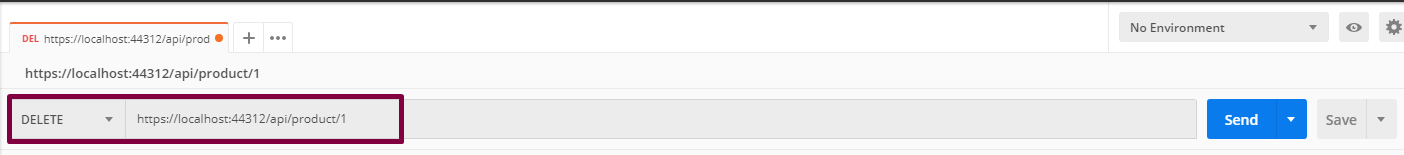 DEL https://localhost:44312/api/prod
No Environment
https://localhost:44312/api/product/1
DELETE https://localhost:44312/api/product/1 Send Save